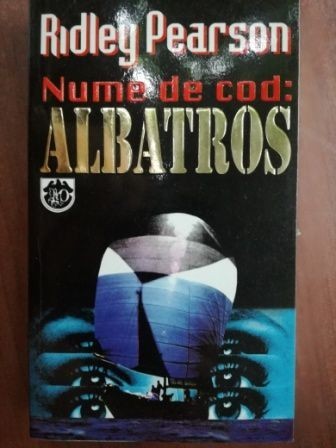 Ridley Pearson
Nume de cod:
ALBATROS